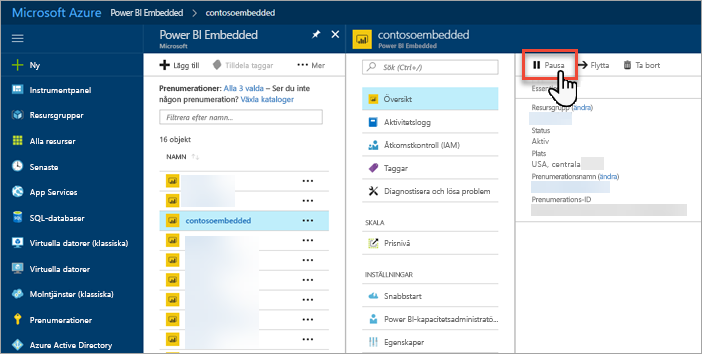 Microsoft Azure Power BI Embedded > contosoembedded
Ny
Instrumentpanel
Resursgrupper
Alla resurser
Senaste
App Services
SQL-databaser
Virtuella datorer (klassiska)
Virtuella datorer
Molntjänster (klassiska)
Prenumerationer
Azure Active Directory
Power BI Embedded
Microsoft
Lägg till Tilldela taggar Mer
Prenumerationer: Alla 3 valda – Ser du inte
någon prenumeration? Växla kataloger
Filtrera efter namn...
16 objekt
NAMN
contosoembedded
contosoembedded
Power BI Embedded
Sök (Ctrl+/)
Översikt
Aktivitetslogg
Åtkomstkontroll (IAM)
Taggar
Diagnostisera och lösa problem
SKALA
Prisnivå
INSTÄLLNINGAR
Snabbstart
Power BI-kapacitetsadministratö...
Egenskaper
Pausa Flytta Ta bort
Resursgrupp (ändra)
Status
Aktiv
Plats
USA, centrala
Prenumerationsnamn (ändra)
Prenumerations-ID